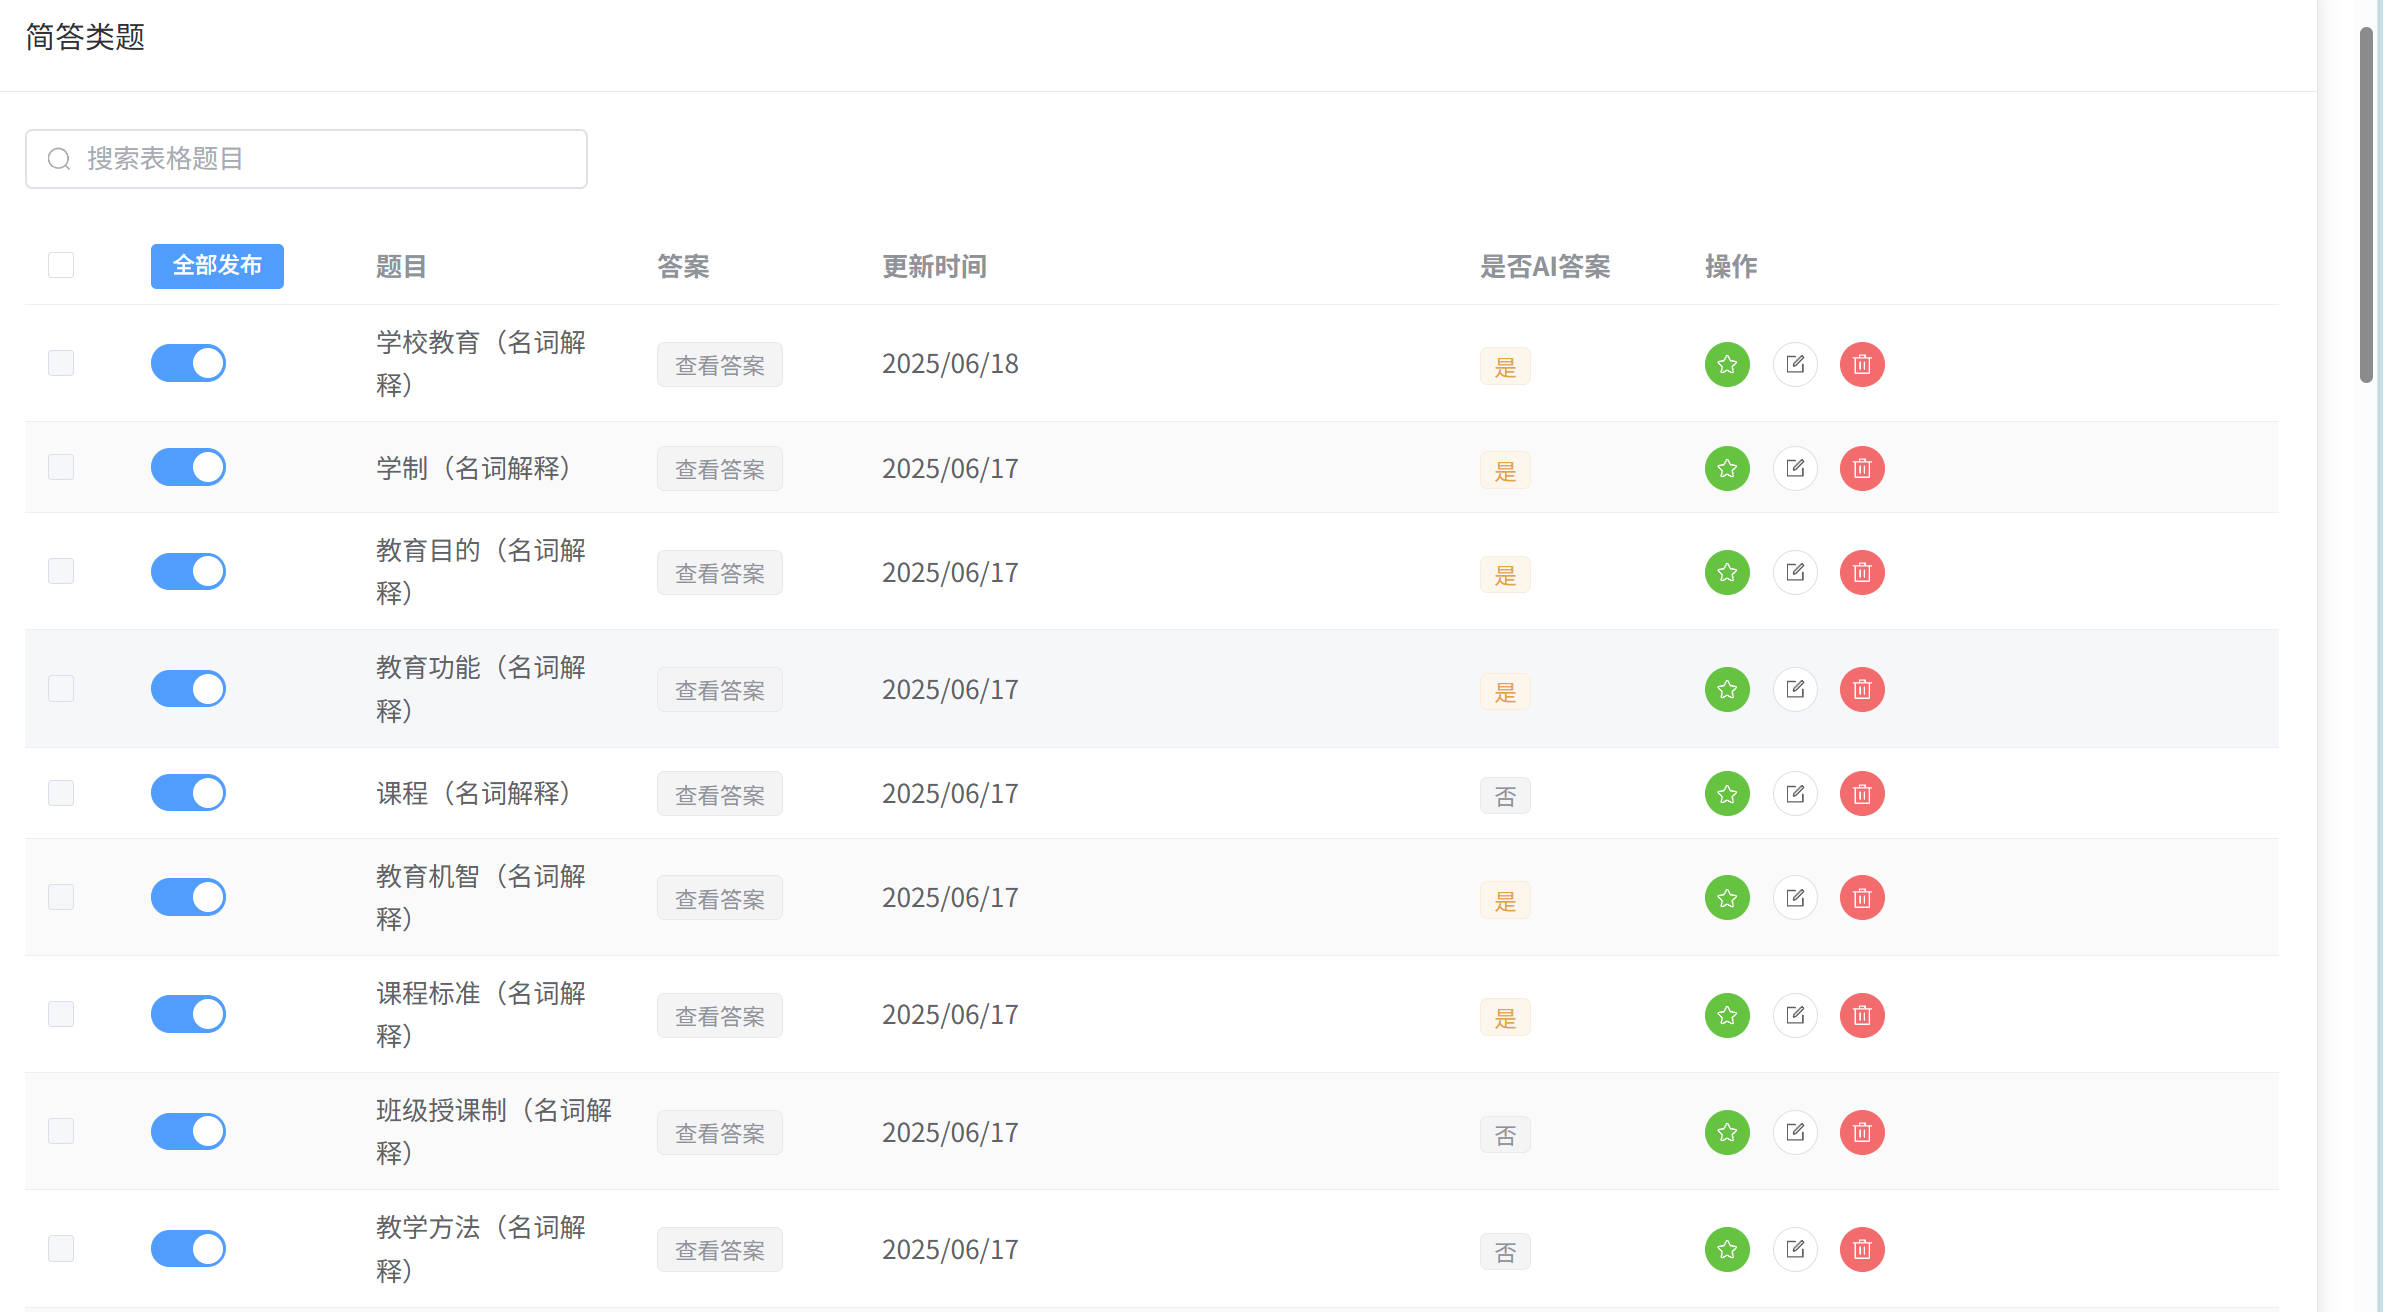 简答类题
搜索表格题目
全部发布 题目 答案 更新时间 是否AI答案 操作
学校教育（名词解
释） 查看答案 2025/06/18 是
学制（名词解释） 查看答案 2025/06/17 是
教育目的（名词解
释） 查看答案 2025/06/17 是
教育功能（名词解
释） 查看答案 2025/06/17 是
课程（名词解释） 查看答案 2025/06/17 否
教育机智（名词解
释） 查看答案 2025/06/17 是
课程标准（名词解
释） 查看答案 2025/06/17 是
班级授课制（名词解
释） 查看答案 2025/06/17 否
教学方法（名词解
释） 查看答案 2025/06/17 否